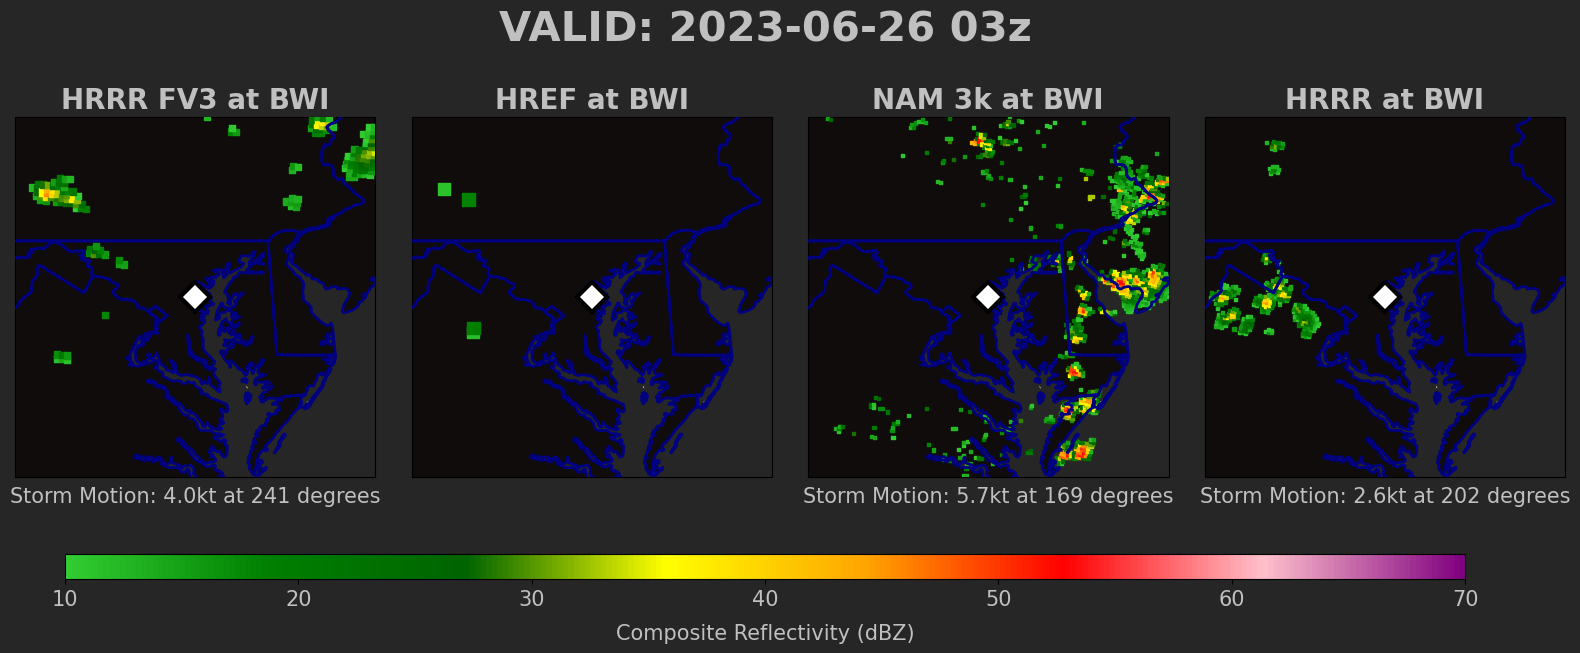 VALID: 2023-06-26 03z
HRRR FV3 at BWI
HREF at BWI
NAM 3k at BWI
HRRR at BWI
Storm Motion: 4.0kt at 241 degrees
Storm Motion: 5.7kt at 169 degrees
Storm Motion: 2.6kt at 202 degrees
10 20 30 40 50 60 70
Composite Reflectivity (dBZ)